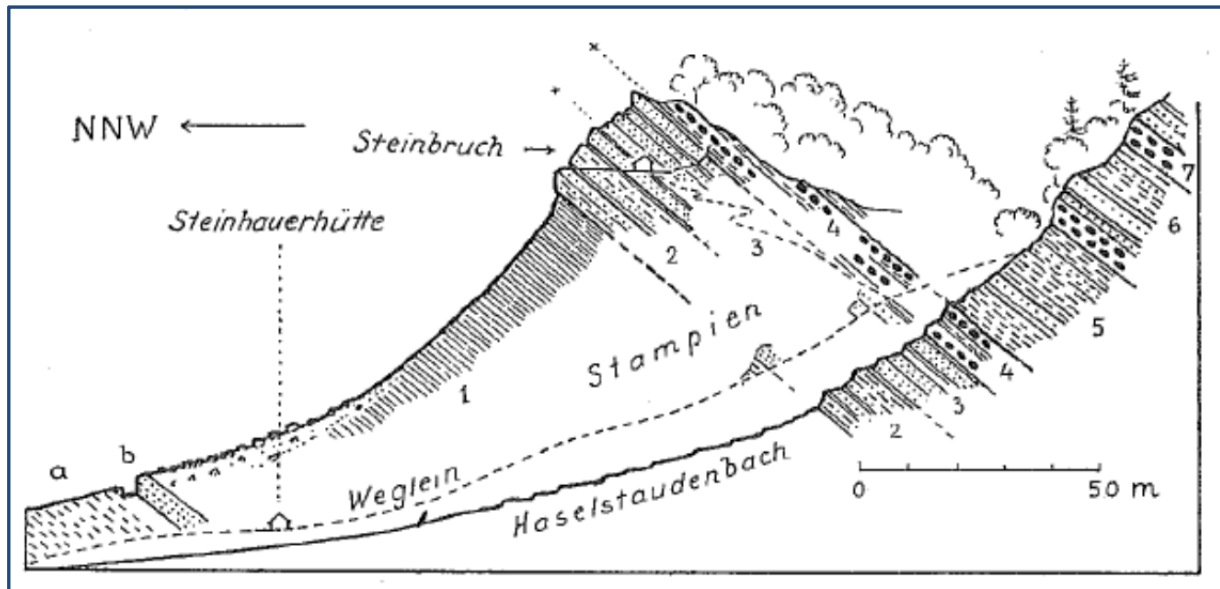 NNW
Steinbruch
Steinhauerhütte
7
6
4
2
3
5
Stampien
4
1
3
2
a
b
Weglein
Haselstaudenbach
0
50 m